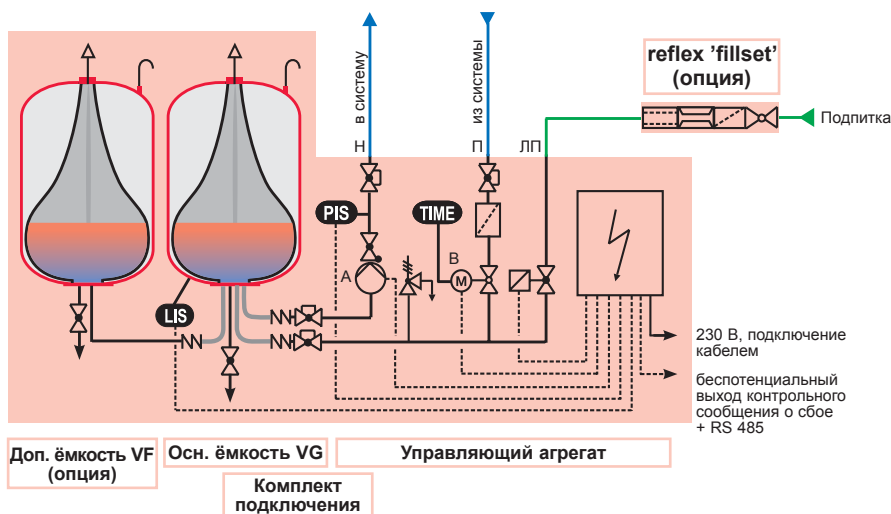 в систему
из системы
reflex 'fillset'
(опция)
Подпитка
Н
П
ЛП
PIS
TIME
A
B
M
LIS
230 В, подключение
кабелем
беспотенциальный
выход контрольного
сообщения о сбое
+ RS 485
Доп. ёмкость VF
(опция)
Осн. ёмкость VG
Управляющий агрегат
Комплект
подключения